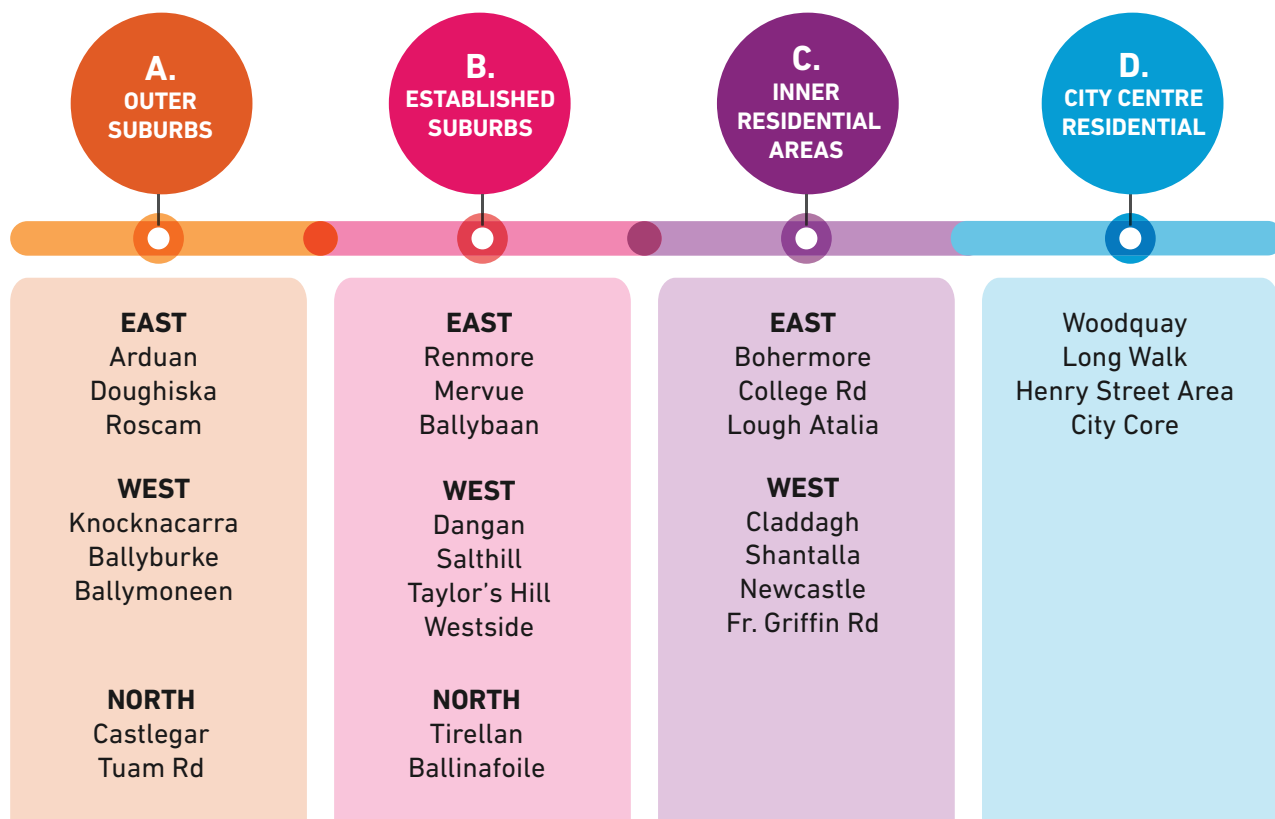 A.
OUTER
SUBURBS
EAST
Arduan
Doughiska
Roscam
WEST
Knocknacarra
Ballyburke
Ballymoneen
NORTH
Castlegar
Tuam Rd
B.
ESTABLISHED
SUBURBS
EAST
Renmore
Mervue
Ballybaan
WEST
Dangan
Salthill
Taylor's Hill
Westside
NORTH
Tirellan
Ballinafoile
C.
INNER
RESIDENTIAL
AREAS
EAST
Bohermore
College Rd
Lough Atalia
WEST
Claddagh
Shantalla
Newcastle
Fr. Griffin Rd
D.
CITY CENTRE
RESIDENTIAL
Woodquay
Long Walk
Henry Street Area
City Core